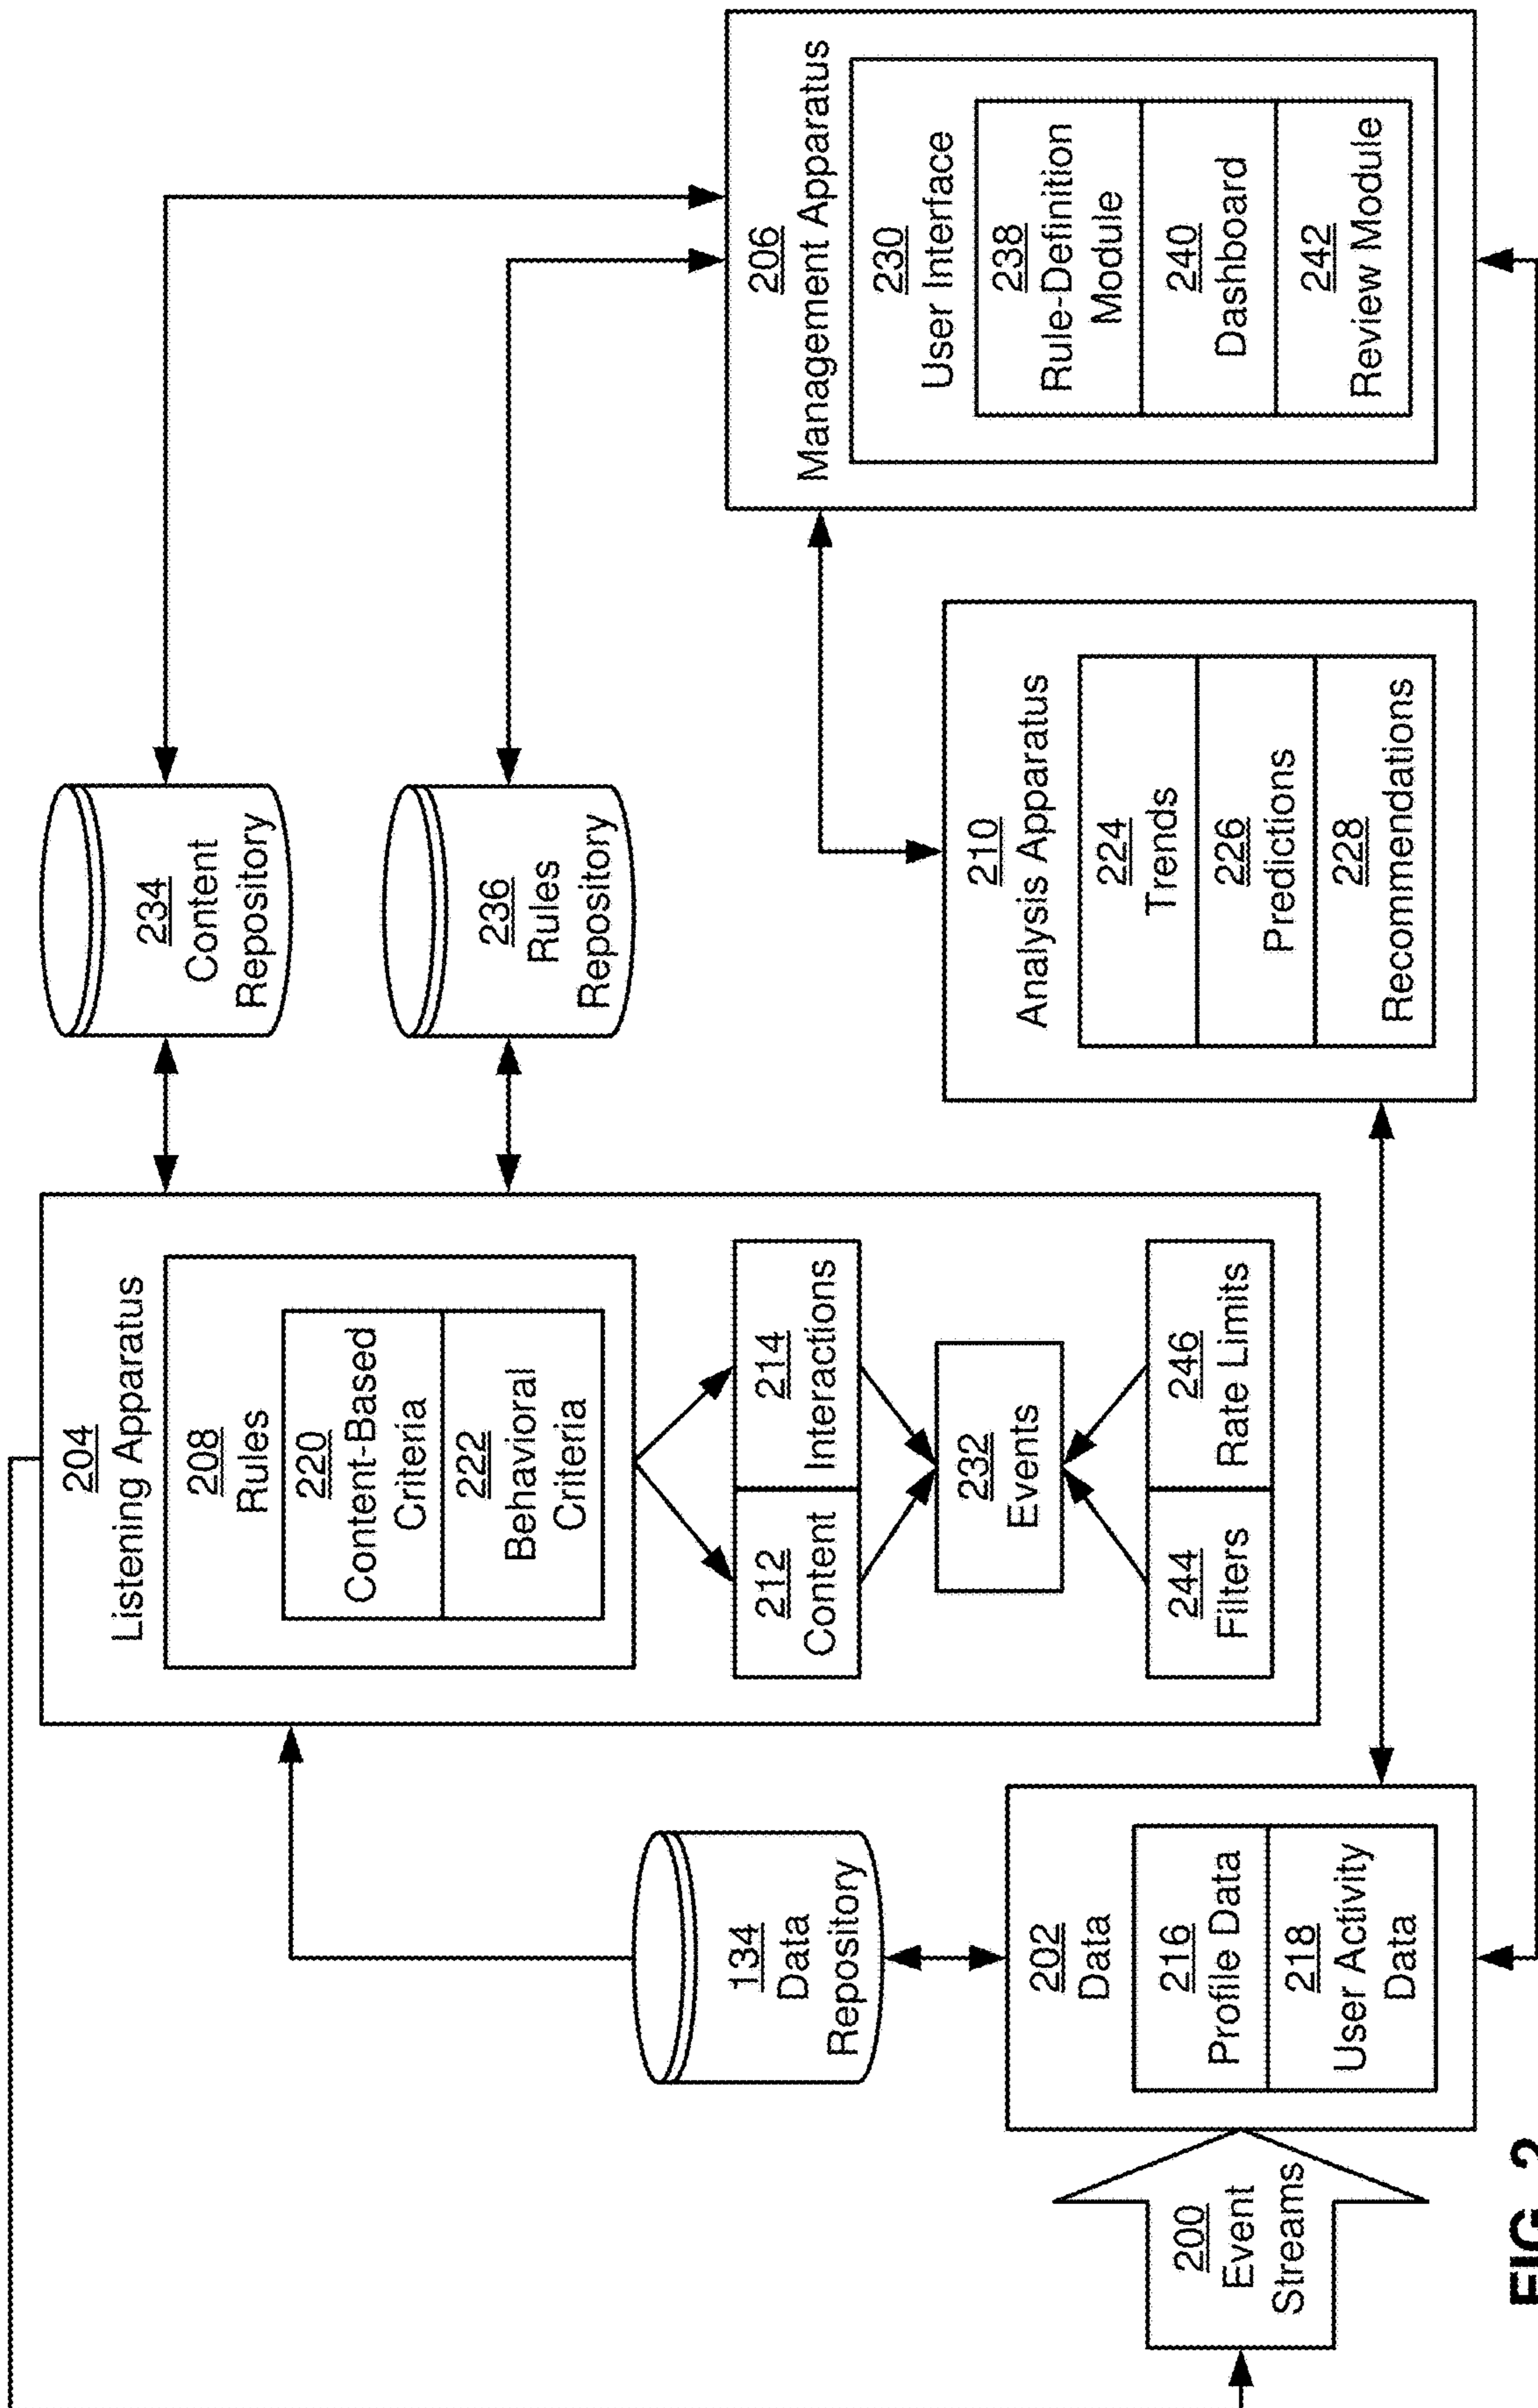 204
Listening Apparatus
208
Rules
220
Content-Based
Criteria
222
Behavioral
Criteria
212
Content
214
Interactions
232
Events
244
Filters
246
Rate Limits
234
Content
Repository
236
Rules
Repository
134
Data
Repository
200
Event
Streams
202
Data
216
Profile Data
218
User Activity
Data
210
Analysis Apparatus
224
Trends
226
Predictions
228
Recommendations
206
Management Apparatus
230
User Interface
238
Rule-Definition
Module
240
Dashboard
242
Review Module
FIG. 2